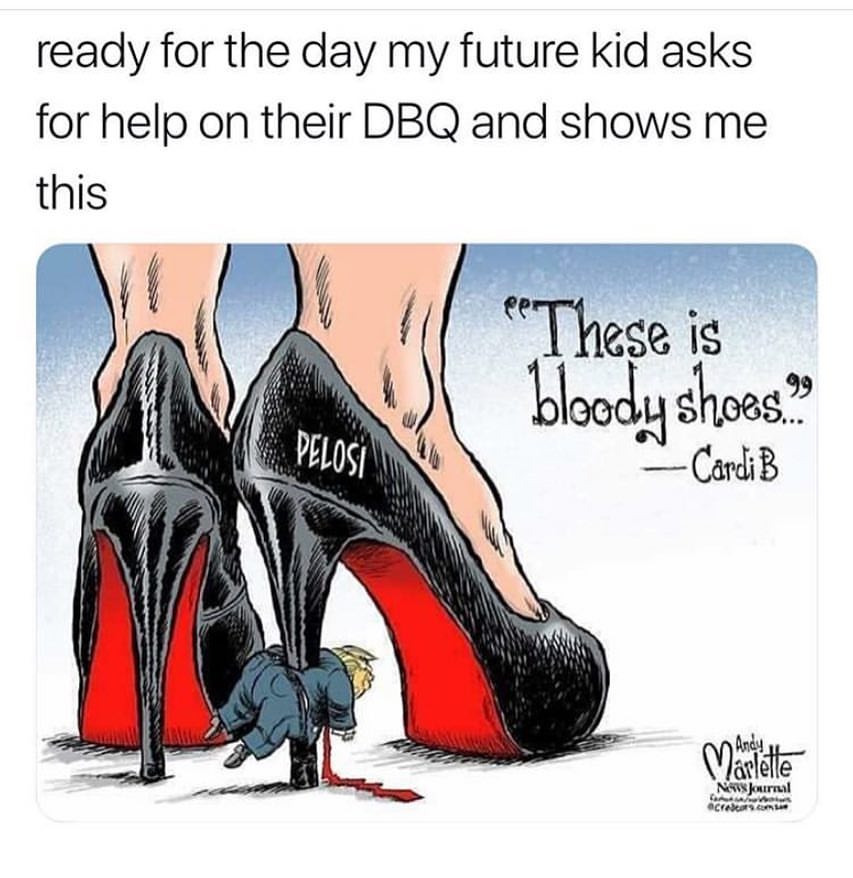 ready for the day my future kid asks
for help on their DBQ and shows me
this
"These is
bloody shoes..."
—Cardi B
PELOSI
Andy
Marlette
News Journal